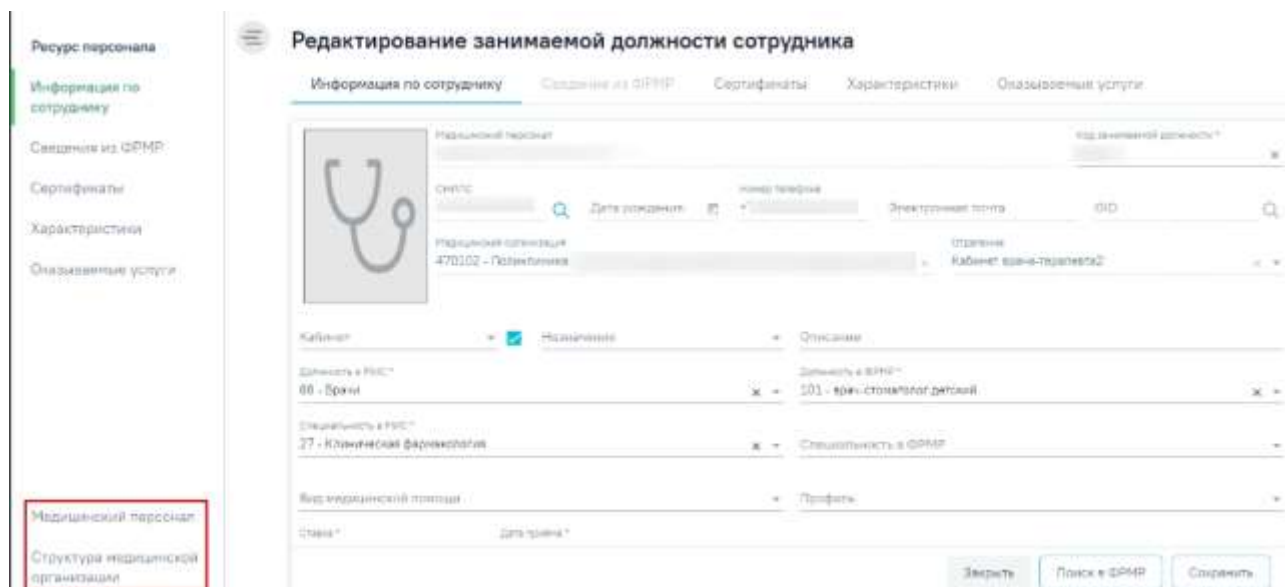 Ресурс персонала
Информация по
сотруднику
Сведения из ФРМР
Сертификаты
Характеристики
Оказываемые услуги
Медицинский персонал
Структура медицинской
организации
Редактирование занимаемой должности сотрудника
Информация по сотруднику Сведения из ФРМР Сертификаты Характеристики Оказываемые услуги
Медицинский персонал Код занимаемой должности *
СНИЛС Номер телефона
Дата рождения Электронная почта OID
Медицинская организация Отделение
470102 - Поликлиника Кабинет врача-терапевта2
Кабинет Назначение Описание
Должность в РМИС * Должность в ФРМР *
68 - Врачи 101 - врач-стоматолог детский
27 - Клиническая фармакология Специальность в ФРМР
Вид медицинской помощи Профиль
Ставка * Дата приема *
Закрыть Поиск в ФРМР Сохранить